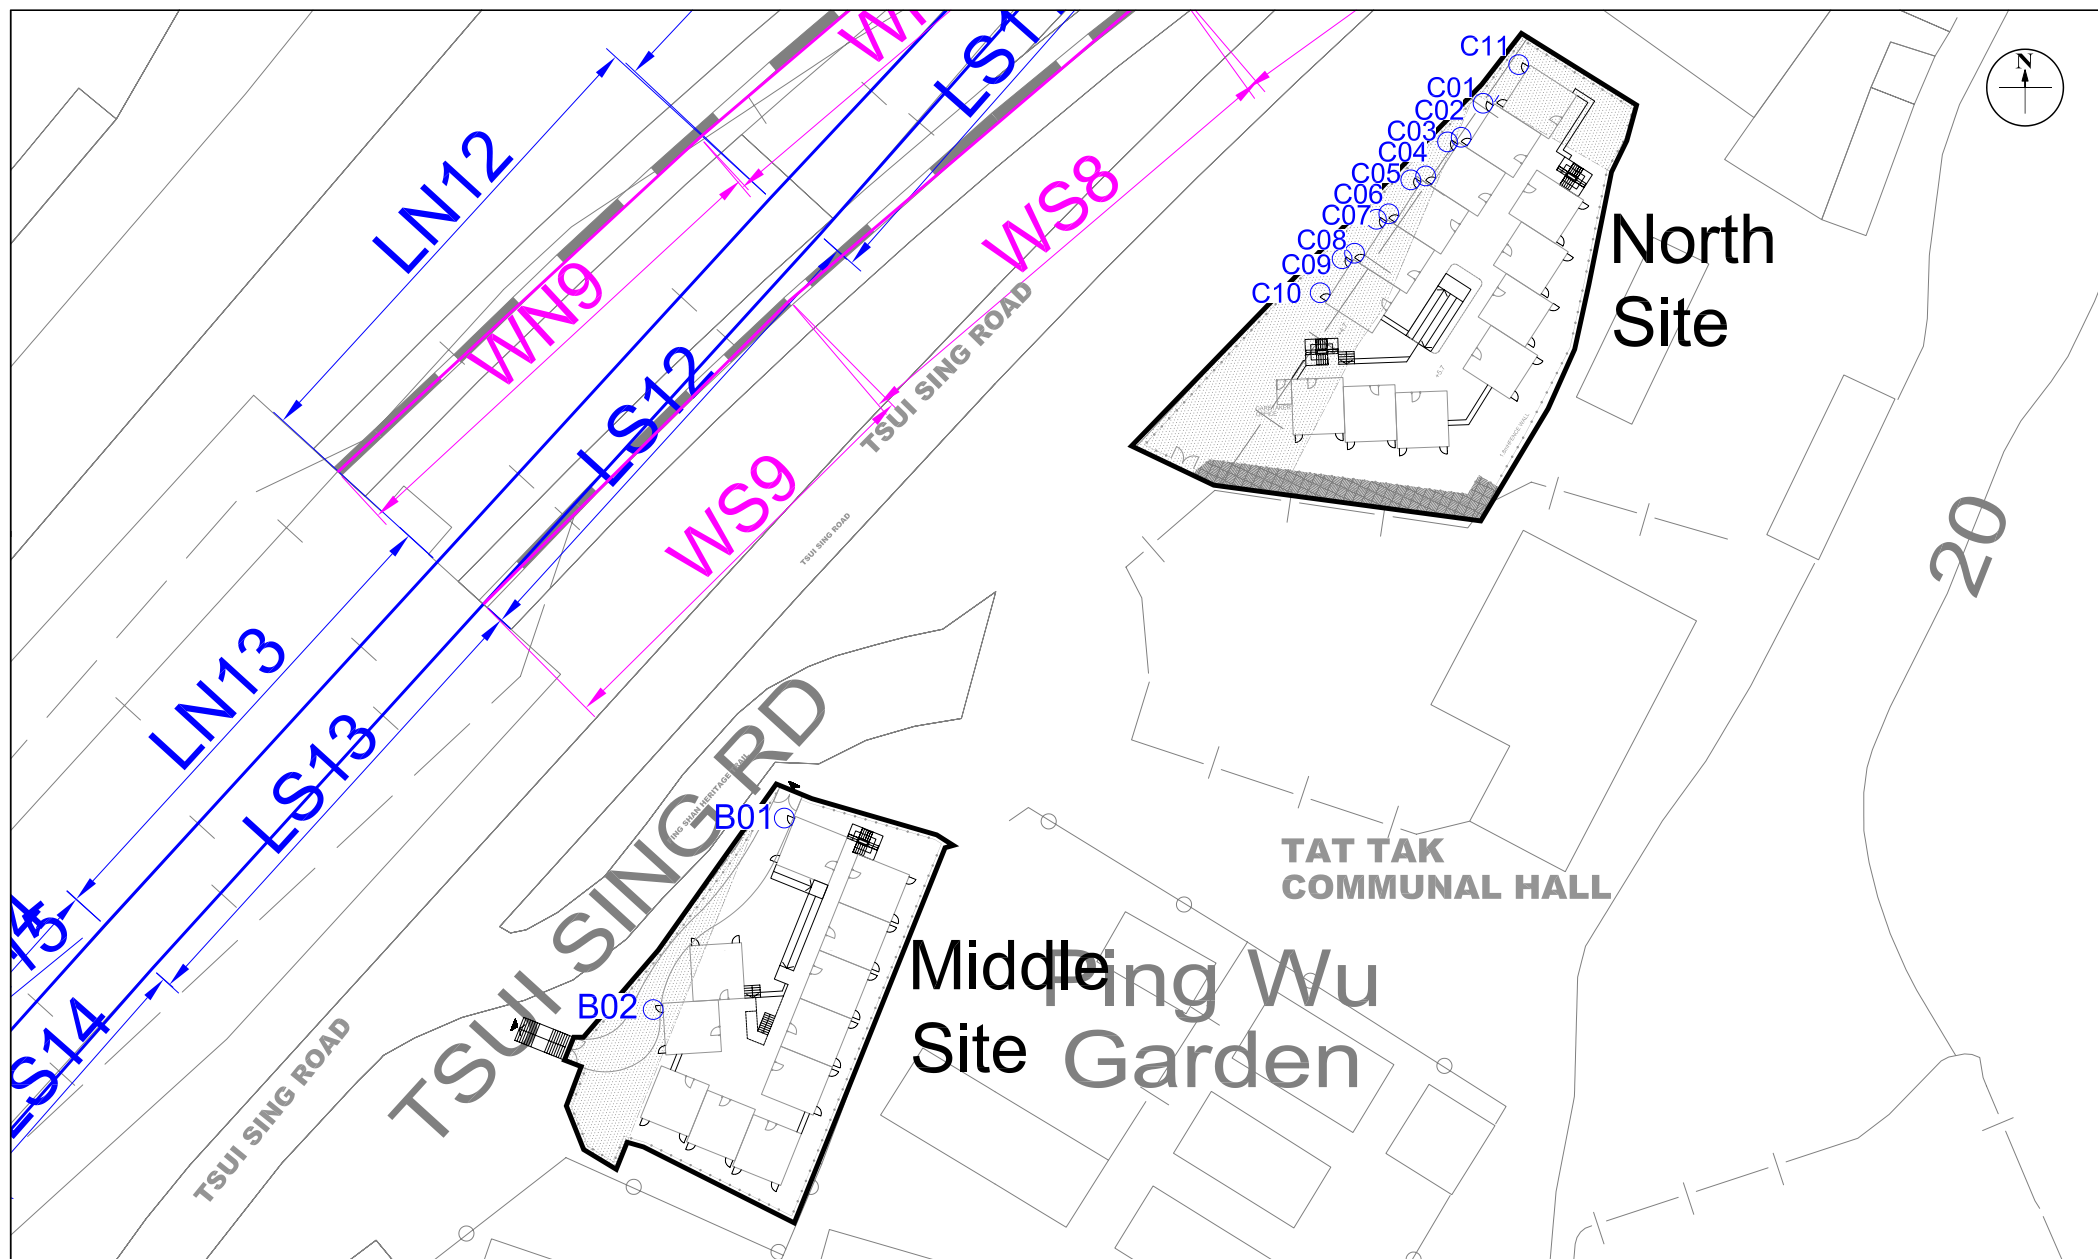 N
C11
C01
C02
C03
C04
C05
C06
C07
C08
C09
C10
North
Site
LN12
WN9
WS8
LS12
WS9
TSUI SING ROAD
TSUI SING ROAD
20
LN13
LS13
TSUI SING RD
B01
B02
Middle
Site
TAT TAK
COMMUNAL HALL
Ping Wu
Garden
LS14
TSUI SING ROAD